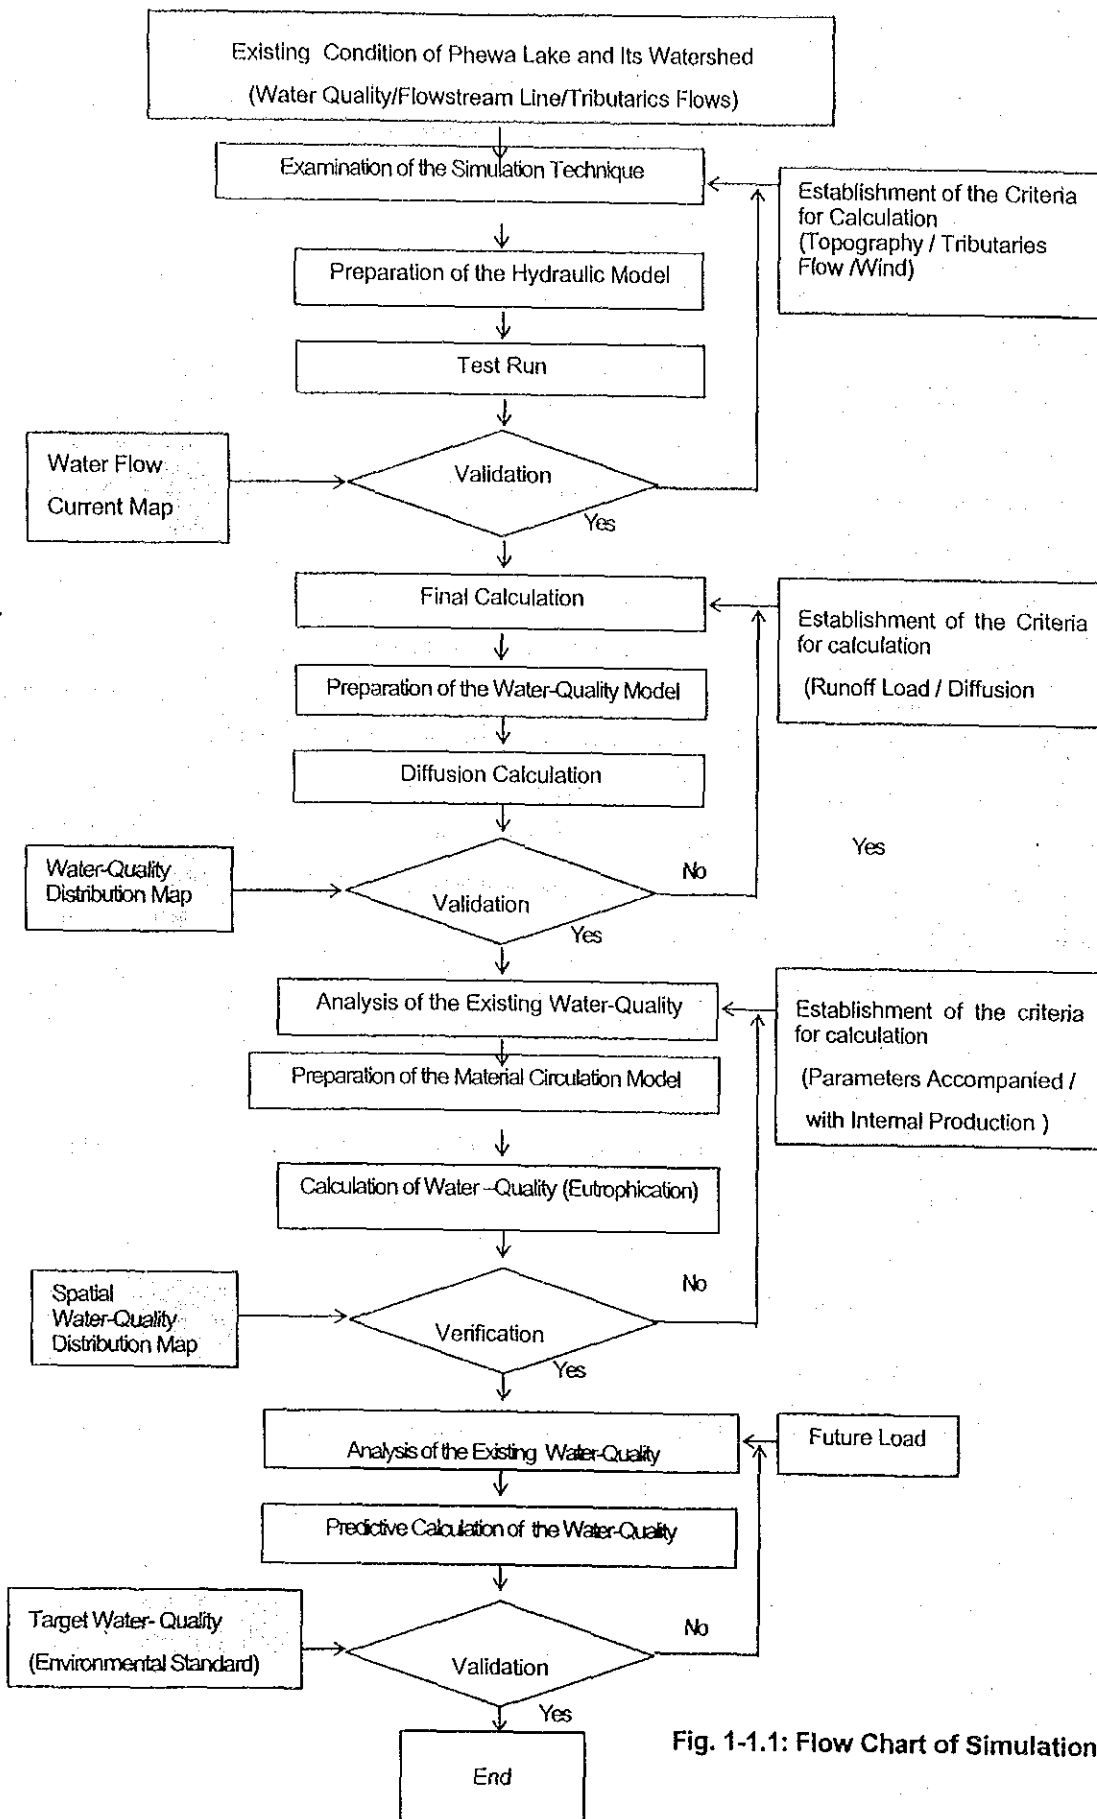 Existing Condition of Phewa Lake and Its Watershed
(Water Quality/Flowstream Line/Tributarics Flows)
Examination of the Simulation Technique
Establishment of the Criteria
for Calculation
(Topography / Tributaries
Flow /Wind)
Preparation of the Hydraulic Model
Test Run
Water Flow
Current Map
Validation
Yes
Final Calculation
Establishment of the Criteria
for calculation
(Runoff Load / Diffusion
Preparation of the Water-Quality Model
Diffusion Calculation
Yes
Water-Quality
Distribution Map
No
Validation
Yes
Analysis of the Existing Water-Quality
Establishment of the criteria
for calculation
(Parameters Accompanied /
with Internal Production )
Preparation of the Material Circulation Model
Calculation of Water –Quality (Eutrophication)
Spatial
Water-Quality
Distribution Map
No
Verification
Yes
Analysis of the Existing Water-Quality
Future Load
Predictive Calculation of the Water-Quality
Target Water- Quality
(Environmental Standard)
No
Validation
Yes
End
Fig. 1-1.1: Flow Chart of Simulation